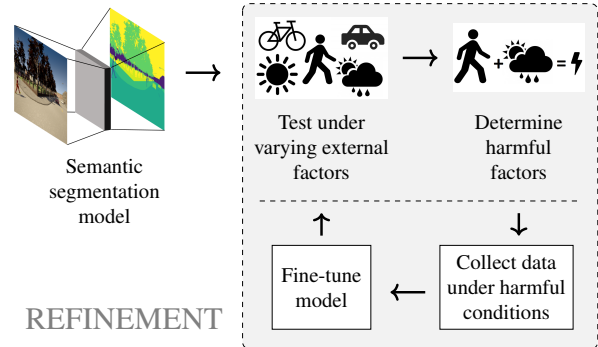 Semantic
segmentation
model
Test under
varying external
factors
+ =
Determine
harmful
factors
Fine-tune
model
Collect data
under harmful
conditions
REFINEMENT